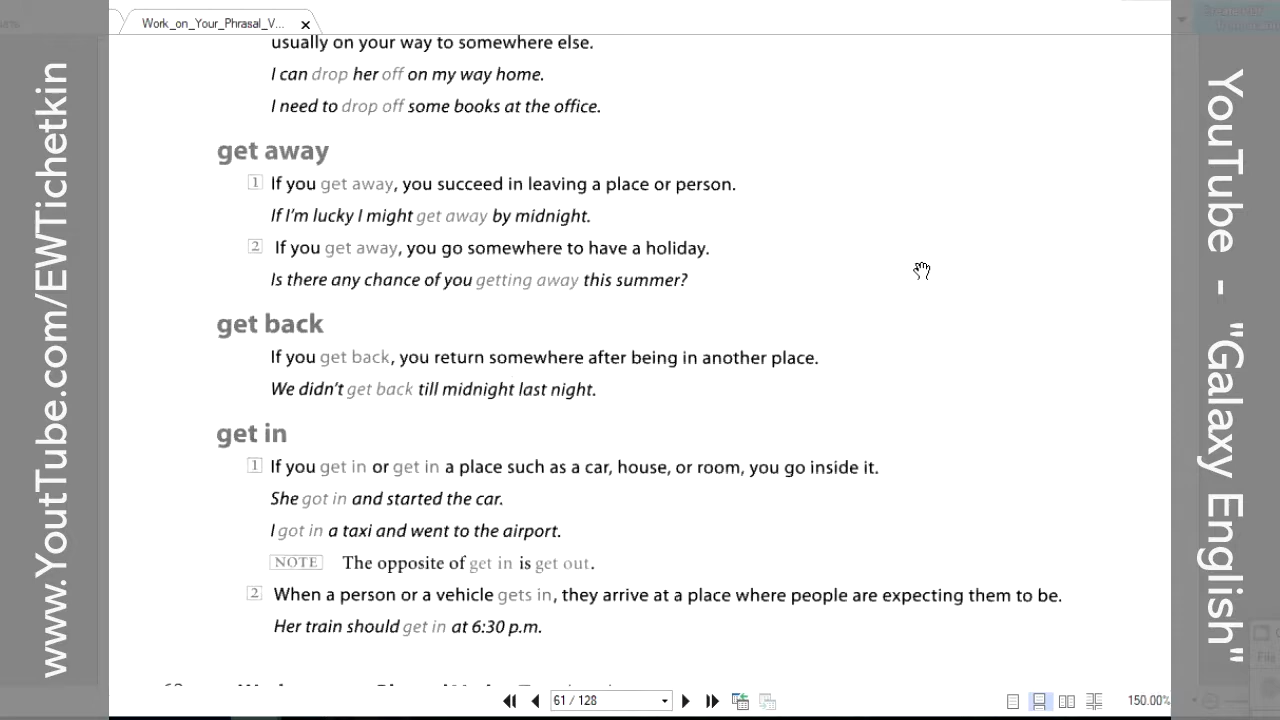 Work_on_Your_Phrasal_V...
usually on your way to somewhere else.
I can drop her off on my way home.
I need to drop off some books at the office.
get away
1 If you get away, you succeed in leaving a place or person.
If I'm lucky I might get away by midnight.
2 If you get away, you go somewhere to have a holiday.
Is there any chance of you getting away this summer?
get back
If you get back, you return somewhere after being in another place.
We didn't get back till midnight last night.
get in
1 If you get in or get in a place such as a car, house, or room, you go inside it.
She got in and started the car.
I got in a taxi and went to the airport.
NOTE The opposite of get in is get out.
2 When a person or a vehicle gets in, they arrive at a place where people are expecting them to be.
Her train should get in at 6:30 p.m.
61 / 128
150.00%
www.YoutTube.com/EWTichetkin
YouTube - "Galaxy English"